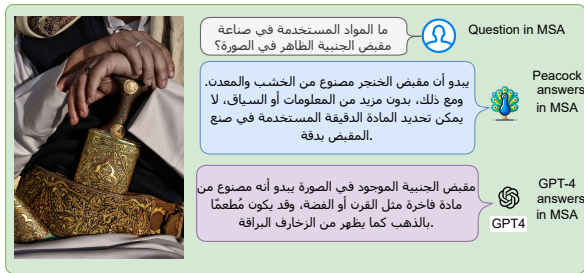 ما المواد المستخدمة في صناعة
مقبض الجنبية الظاهر في الصورة؟
Question in MSA
يبدو أن مقبض الخنجر مصنوع من الخشب والمعدن.
ومع ذلك، بدون مزيد من المعلومات أو السياق، لا
يمكن تحديد المادة الدقيقة المستخدمة في صنع
المقبض بدقة.
Peacock
answers
in MSA
مقبض الجنبية الموجود في الصورة يبدو أنه مصنوع من
مادة فاخرة مثل القرن أو الفضة، وقد يكون مُطعمًا
بالذهب كما يظهر من الزخارف البراقة.
GPT4
GPT-4
answers
in MSA